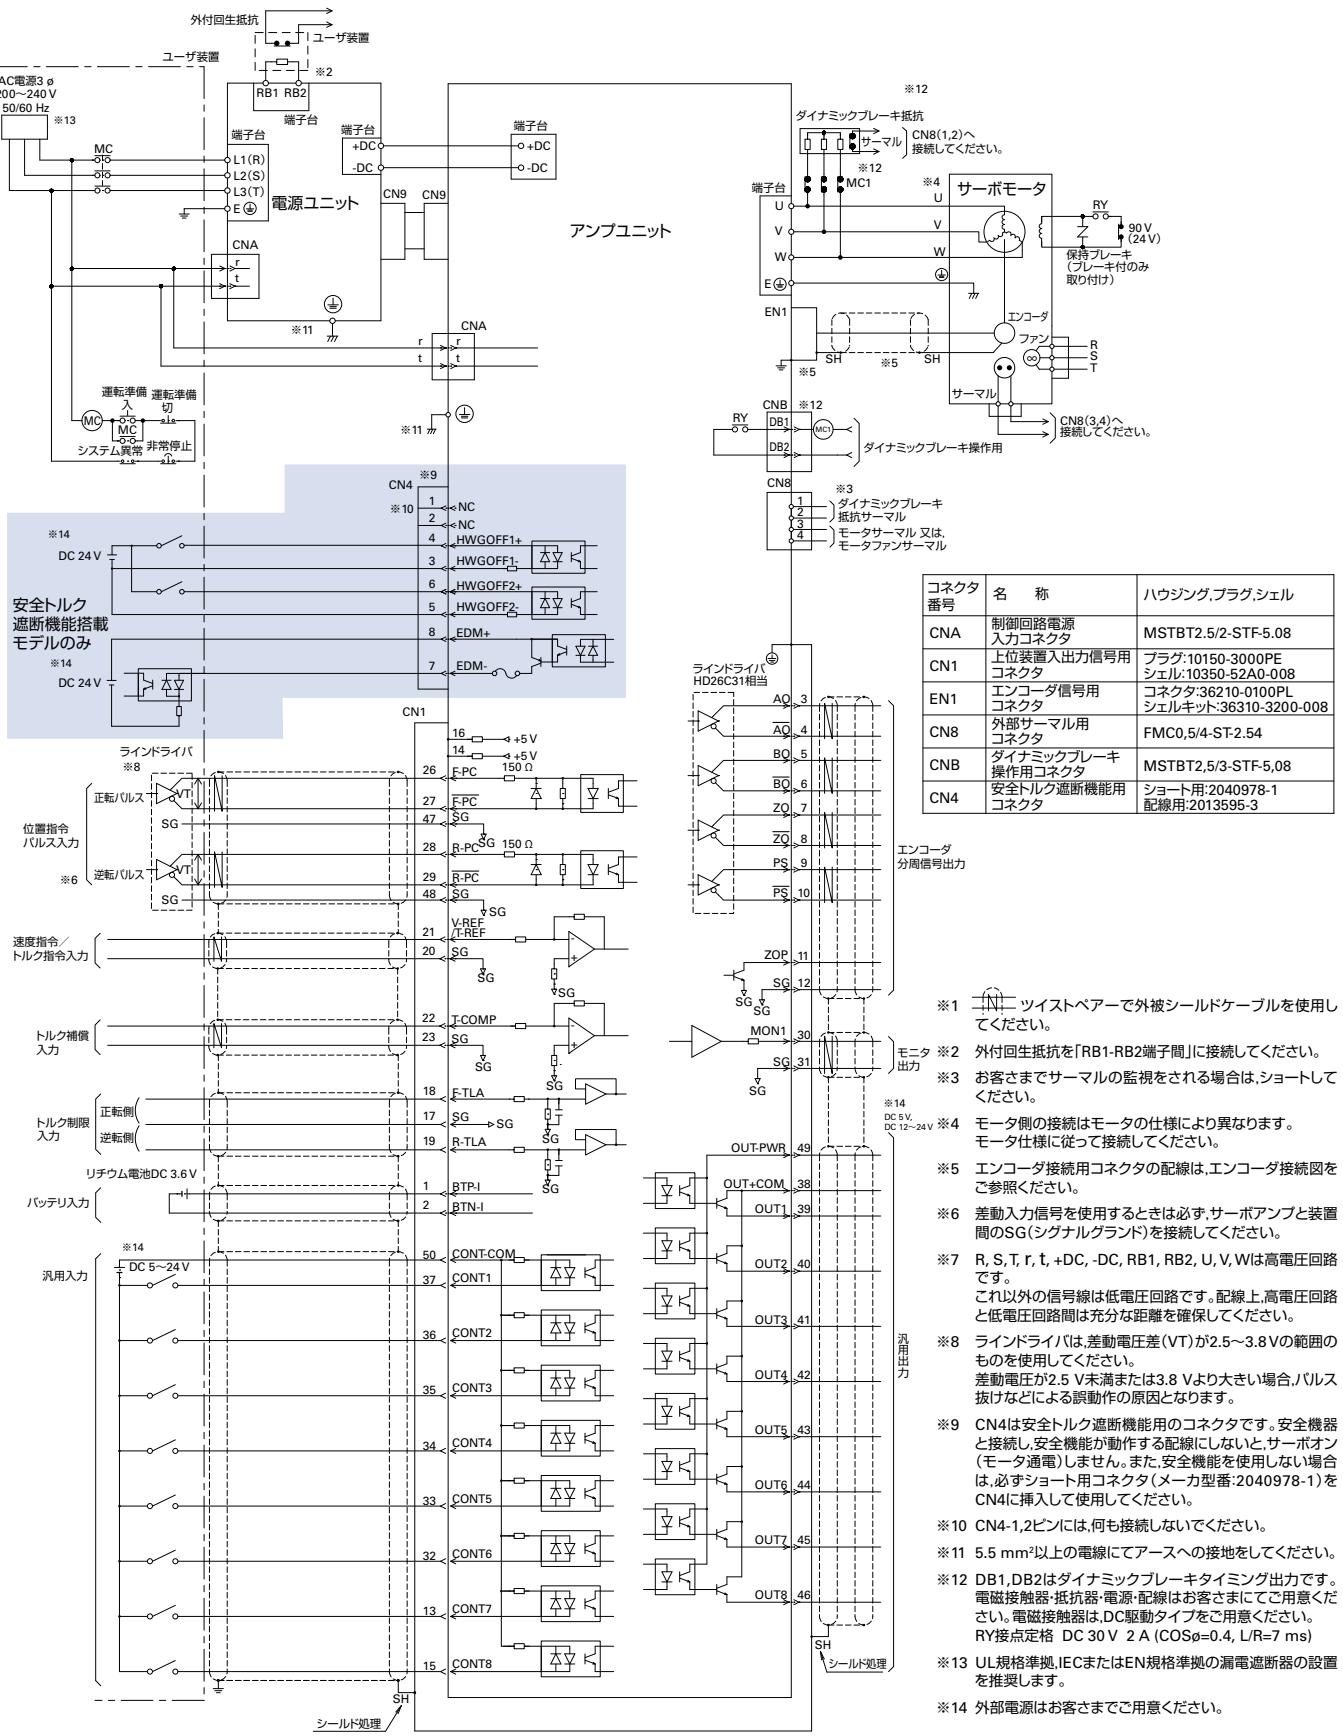 外付回生抵抗
ユーザ装置
ユーザ装置
※2
AC電源3 ø
200～240 V
50/60 Hz
※13
RB1 RB2
端子台
端子台
MC
L1(R)
L2(S)
L3(T)
E
電源ユニット
端子台
+DC
-DC
CN9
CN9
端子台
+DC
-DC
アンプユニット
CNA
r
t
※11
CNA
r
r
t
t
※11
運転準備
入
運転準備
切
MC
MC
システム異常
非常停止
※12
ダイナミックブレーキ抵抗
サーマル
CN8(1,2)へ
接続してください。
※12
MC1
端子台
U
V
W
E
※4
サーボモータ
U
V
W
RY
90 V
(24 V)
保持ブレーキ
(ブレーキ付のみ
取り付け)
EN1
SH
SH
※5
※5
エンコーダ
ファン
R
S
T
サーマル
CN8(3,4)へ
接続してください。
CNB
※12
RY
DB1
DB2
MC1
ダイナミックブレーキ操作用
CN8
※3
1
2
3
4
ダイナミックブレーキ
抵抗サーマル
モータサーマル 又は,
モータファンサーマル
※9
CN4
※10
1 NC
2 NC
4 HWGOFF1+
3 HWGOFF1-
6 HWGOFF2+
5 HWGOFF2-
8 EDM+
7 EDM-
※14
DC 24 V
安全トルク
遮断機能搭載
モデルのみ
※14
DC 24 V
コネクタ
番号
名 称
ハウジング,プラグ,シェル
CNA
制御回路電源
入力コネクタ
MSTBT2.5/2-STF-5.08
CN1
上位装置入出力信号用
コネクタ
プラグ:10150-3000PE
シェル:10350-52A0-008
EN1
エンコーダ信号用
コネクタ
コネクタ:36210-0100PL
シェルキット:36310-3200-008
CN8
外部サーマル用
コネクタ
FMC0,5/4-ST-2.54
CNB
ダイナミックブレーキ
操作用コネクタ
MSTBT2,5/3-STF-5,08
CN4
安全トルク遮断機能用
コネクタ
ショート用:2040978-1
配線用:2013595-3
CN1
16 +5 V
14 +5 V
ラインドライバ
※8
位置指令
パルス入力
※6
正転パルス
VT
SG
逆転パルス
VT
SG
26 F-PC 150 Ω
27 F-PC
47 SG
SG
28 R-PC 150 Ω
29 R-PC
48 SG
SG
速度指令／
トルク指令入力
V-REF
21 /T-REF
20 SG
SG
SG
トルク補償
入力
22 T-COMP
23 SG
SG
SG
トルク制限
入力
正転側
逆転側
18 F-TLA
17 SG
SG
SG
19 R-TLA
SG
リチウム電池DC 3.6 V
バッテリ入力
1 BTP-I
2 BTN-I
汎用入力
※14
DC 5～24 V
50 CONT-COM
37 CONT1
36 CONT2
35 CONT3
34 CONT4
33 CONT5
32 CONT6
13 CONT7
15 CONT8
SH
シールド処理
ラインドライバ
HD26C31相当
AO 3
AO 4
BO 5
BO 6
ZO 7
ZO 8
PS 9
PS 10
エンコーダ
分周信号出力
ZOP 11
SG 12
SG
SG
MON1 30
SG 31
SG
モニタ
出力
※14
DC 5 V,
DC 12～24 V
OUT-PWR 49
OUT+COM 38
OUT1 39
OUT2 40
OUT3 41
OUT4 42
OUT5 43
OUT6 44
OUT7 45
OUT8 46
汎用出力
SH
シールド処理
※1 ツイストペアーで外被シールドケーブルを使用し
てください。
※2 外付回生抵抗を「RB1-RB2端子間」に接続してください。
※3 お客さまでサーマルの監視をされる場合は,ショートして
ください。
※4 モータ側の接続はモータの仕様により異なります。
モータ仕様に従って接続してください。
※5 エンコーダ接続用コネクタの配線は,エンコーダ接続図を
ご参照ください。
※6 差動入力信号を使用するときは必ず,サーボアンプと装置
間のSG(シグナルグランド)を接続してください。
※7 R, S, T, r, t, +DC, -DC, RB1, RB2, U, V, Wは高電圧回路
です。
これ以外の信号線は低電圧回路です。配線上,高電圧回路
と低電圧回路間は充分な距離を確保してください。
※8 ラインドライバは,差動電圧差(VT)が2.5～3.8 Vの範囲の
ものを使用してください。
差動電圧が2.5 V未満または3.8 Vより大きい場合,パルス
抜けなどによる誤動作の原因となります。
※9 CN4は安全トルク遮断機能用のコネクタです。安全機器
と接続し,安全機能が動作する配線にしないと,サーボオン
(モータ通電)しません。また,安全機能を使用しない場合
は,必ずショート用コネクタ(メーカ型番:2040978-1)を
CN4に挿入して使用してください。
※10 CN4-1,2ピンには,何も接続しないでください。
※11 5.5 mm²以上の電線にてアースへの接地をしてください。
※12 DB1,DB2はダイナミックブレーキタイミング出力です。
電磁接触器・抵抗器・電源・配線はお客さまにてご用意くだ
さい。電磁接触器は,DC駆動タイプをご用意ください。
RY接点定格 DC 30 V 2 A (COSø=0.4, L/R=7 ms)
※13 UL規格準拠,IECまたはEN規格準拠の漏電遮断器の設置
を推奨します。
※14 外部電源はお客さまでご用意ください。